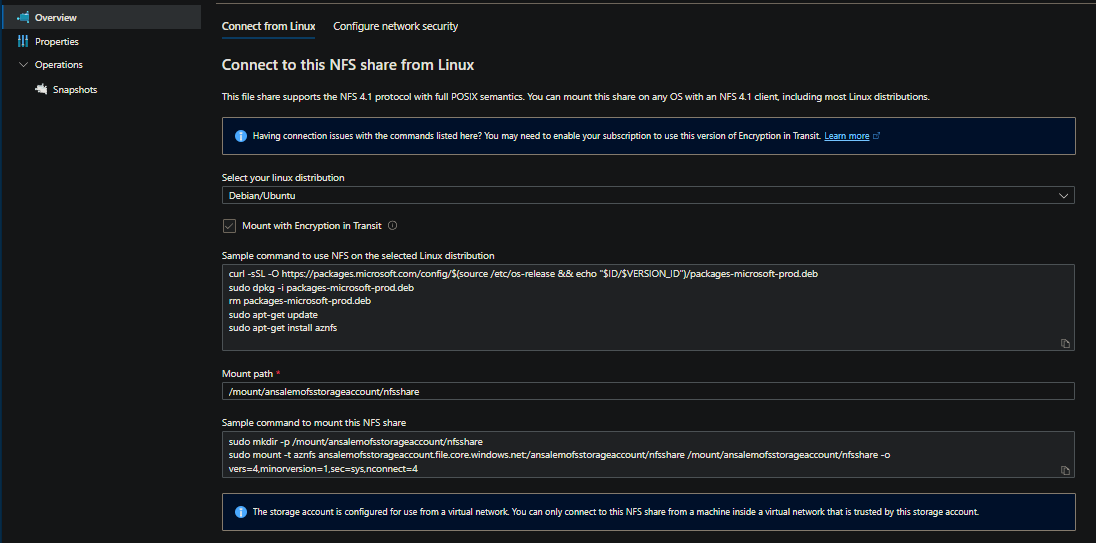 Overview
Properties
Operations
Snapshots
Connect from Linux
Configure network security
Connect to this NFS share from Linux
This file share supports the NFS 4.1 protocol with full POSIX semantics. You can mount this share on any OS with an NFS 4.1 client, including most Linux distributions.
Having connection issues with the commands listed here? You may need to enable your subscription to use this version of Encryption in Transit. Learn more
Select your linux distribution
Debian/Ubuntu
Mount with Encryption in Transit
Sample command to use NFS on the selected Linux distribution
curl -sSL -O https://packages.microsoft.com/config/$(source /etc/os-release && echo "$ID/$VERSION_ID")/packages-microsoft-prod.deb
sudo dpkg -i packages-microsoft-prod.deb
rm packages-microsoft-prod.deb
sudo apt-get update
sudo apt-get install aznfs
Mount path *
/mount/ansalemofsstorageaccount/nfsshare
Sample command to mount this NFS share
sudo mkdir -p /mount/ansalemofsstorageaccount/nfsshare
sudo mount -t aznfs ansalemofsstorageaccount.file.core.windows.net:/ansalemofsstorageaccount/nfsshare /mount/ansalemofsstorageaccount/nfsshare -o
vers=4,minorversion=1,sec=sys,nconnect=4
The storage account is configured for use from a virtual network. You can only connect to this NFS share from a machine inside a virtual network that is trusted by this storage account.